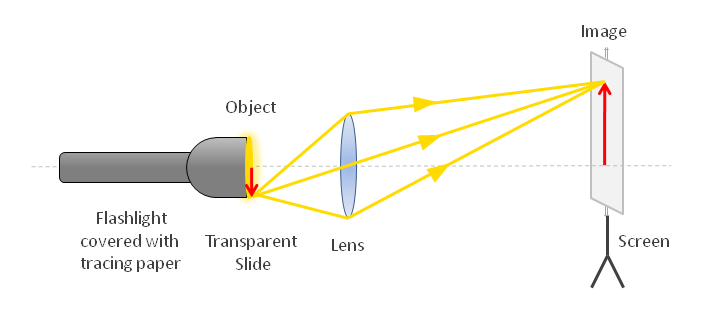 Image
Object
Flashlight
covered with
tracing paper
Transparent
Slide
Lens
Screen